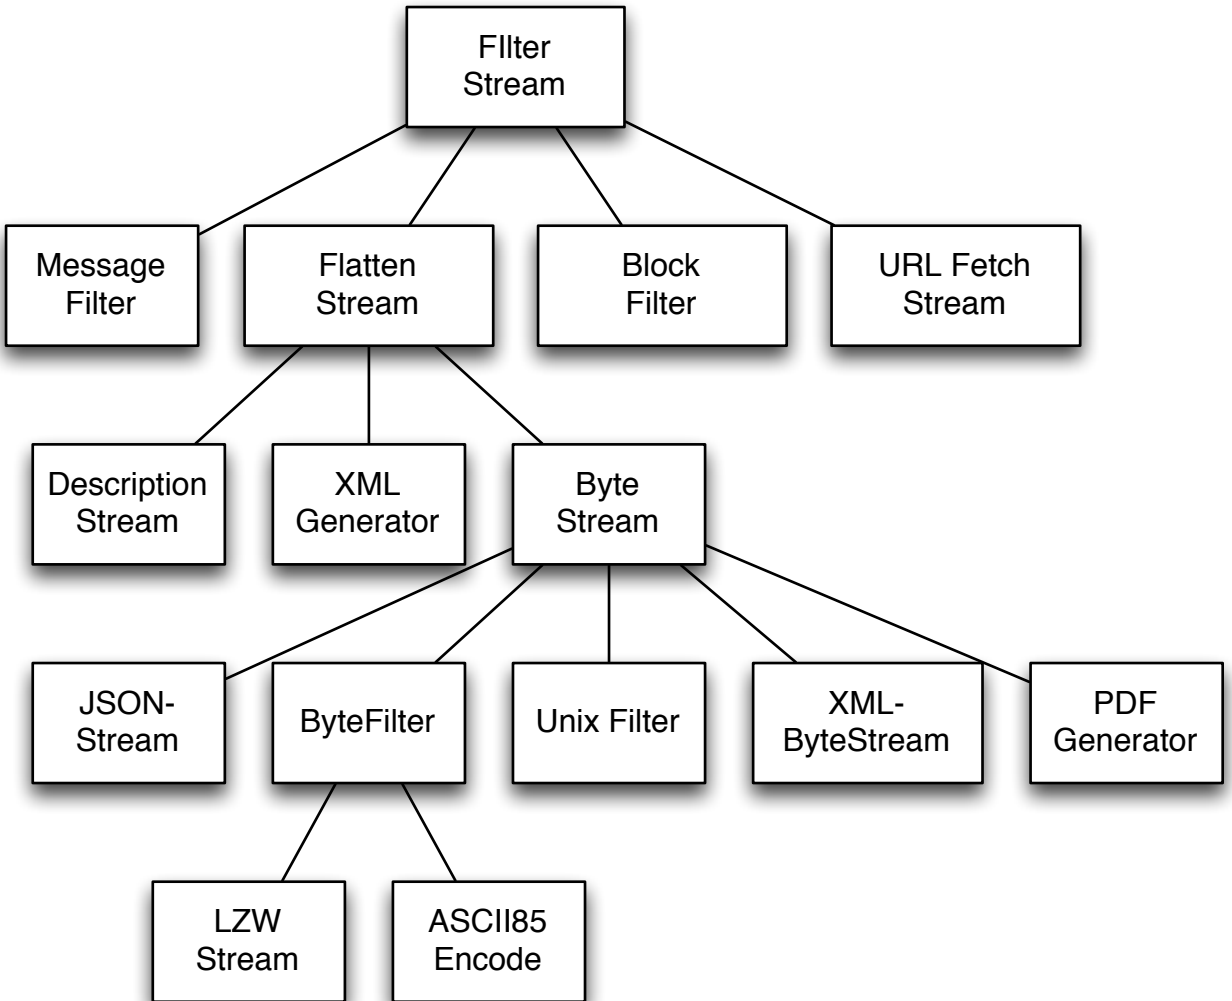 FIlter
Stream
Message
Filter
Flatten
Stream
Block
Filter
URL Fetch
Stream
Description
Stream
XML
Generator
Byte
Stream
JSON-
Stream
ByteFilter
Unix Filter
XML-
ByteStream
PDF
Generator
LZW
Stream
ASCII85
Encode